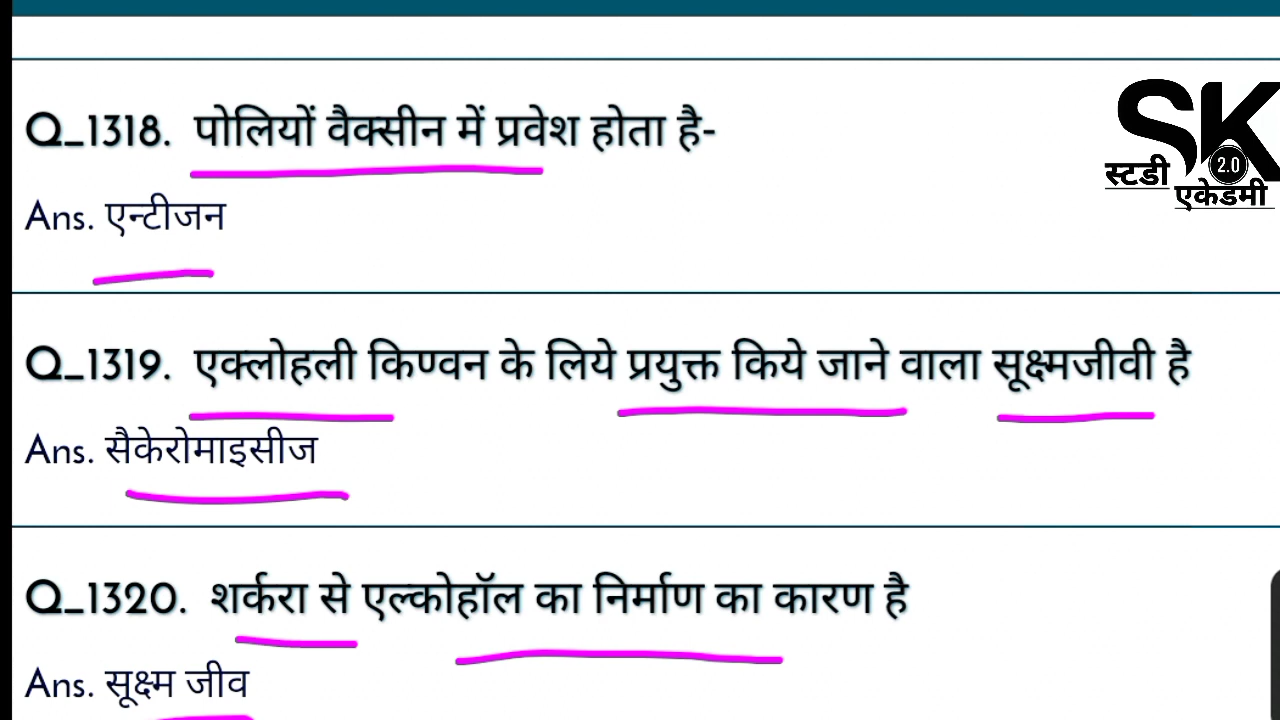 Q_1318. पोलियों वैक्सीन में प्रवेश होता है-
SK
2.0
स्टडी
एकेडमी
Ans. एन्टीजन
Q_1319. एक्लोहली किण्वन के लिये प्रयुक्त किये जाने वाला सूक्ष्मजीवी है
Ans. सैकेरोमाइसीज
Q_1320. शर्करा से एल्कोहॉल का निर्माण का कारण है
Ans. सूक्ष्म जीव